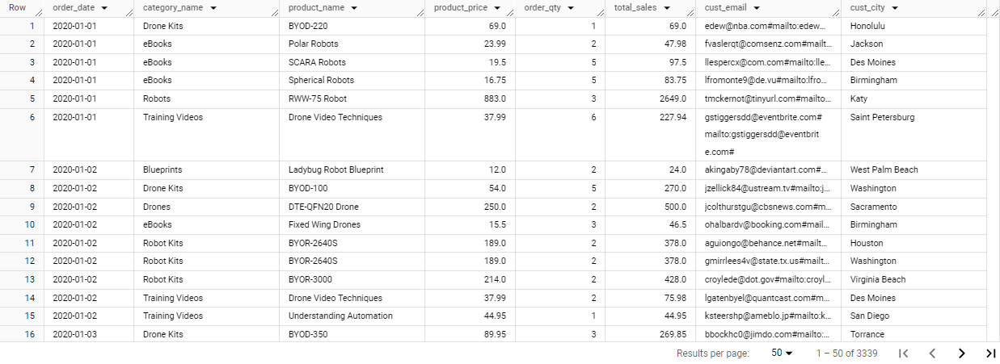 Row order_date category_name product_name product_price order_qty total_sales cust_email cust_city
1 2020-01-01 Drone Kits BYOD-220 69.0 1 69.0 edew@nba.com#mailto:edew... Honolulu
2 2020-01-01 eBooks Polar Robots 23.99 2 47.98 fvaslerqt@comsenz.com#mailt... Jackson
3 2020-01-01 eBooks SCARA Robots 19.5 5 97.5 llespercx@com.com#mailto:lle... Des Moines
4 2020-01-01 eBooks Spherical Robots 16.75 5 83.75 lfromonte9@de.vu#mailto:lfro... Birmingham
5 2020-01-01 Robots RWW-75 Robot 883.0 3 2649.0 tmckernot@tinyurl.com#mailto... Katy
6 2020-01-01 Training Videos Drone Video Techniques 37.99 6 227.94 gstiggersdd@eventbrite.com# Saint Petersburg
mailto:gstiggersdd@eventbrit
e.com#
7 2020-01-02 Blueprints Ladybug Robot Blueprint 12.0 2 24.0 akingaby78@deviantart.com#... West Palm Beach
8 2020-01-02 Drone Kits BYOD-100 54.0 5 270.0 jzellick84@ustream.tv#mailto:j... Washington
9 2020-01-02 Drones DTE-QFN20 Drone 250.0 2 500.0 jcolthurstgu@cbsnews.com#m... Sacramento
10 2020-01-02 eBooks Fixed Wing Drones 15.5 3 46.5 ohalbardv@booking.com#mail... Birmingham
11 2020-01-02 Robot Kits BYOR-2640S 189.0 2 378.0 aguiongo@behance.net#mailt... Houston
12 2020-01-02 Robot Kits BYOR-2640S 189.0 2 378.0 gmirrlees4v@state.tx.us#mailt... Washington
13 2020-01-02 Robot Kits BYOR-3000 214.0 2 428.0 croylede@dot.gov#mailto:croyl... Virginia Beach
14 2020-01-02 Training Videos Drone Video Techniques 37.99 2 75.98 lgatenbyel@quantcast.com#m... Des Moines
15 2020-01-02 Training Videos Understanding Automation 44.95 1 44.95 ksteershp@ameblo.jp#mailto:k... San Diego
16 2020-01-03 Drone Kits BYOD-350 89.95 3 269.85 bbockhc0@jimdo.com#mailto:... Torrance
Results per page: 50 1 – 50 of 3339